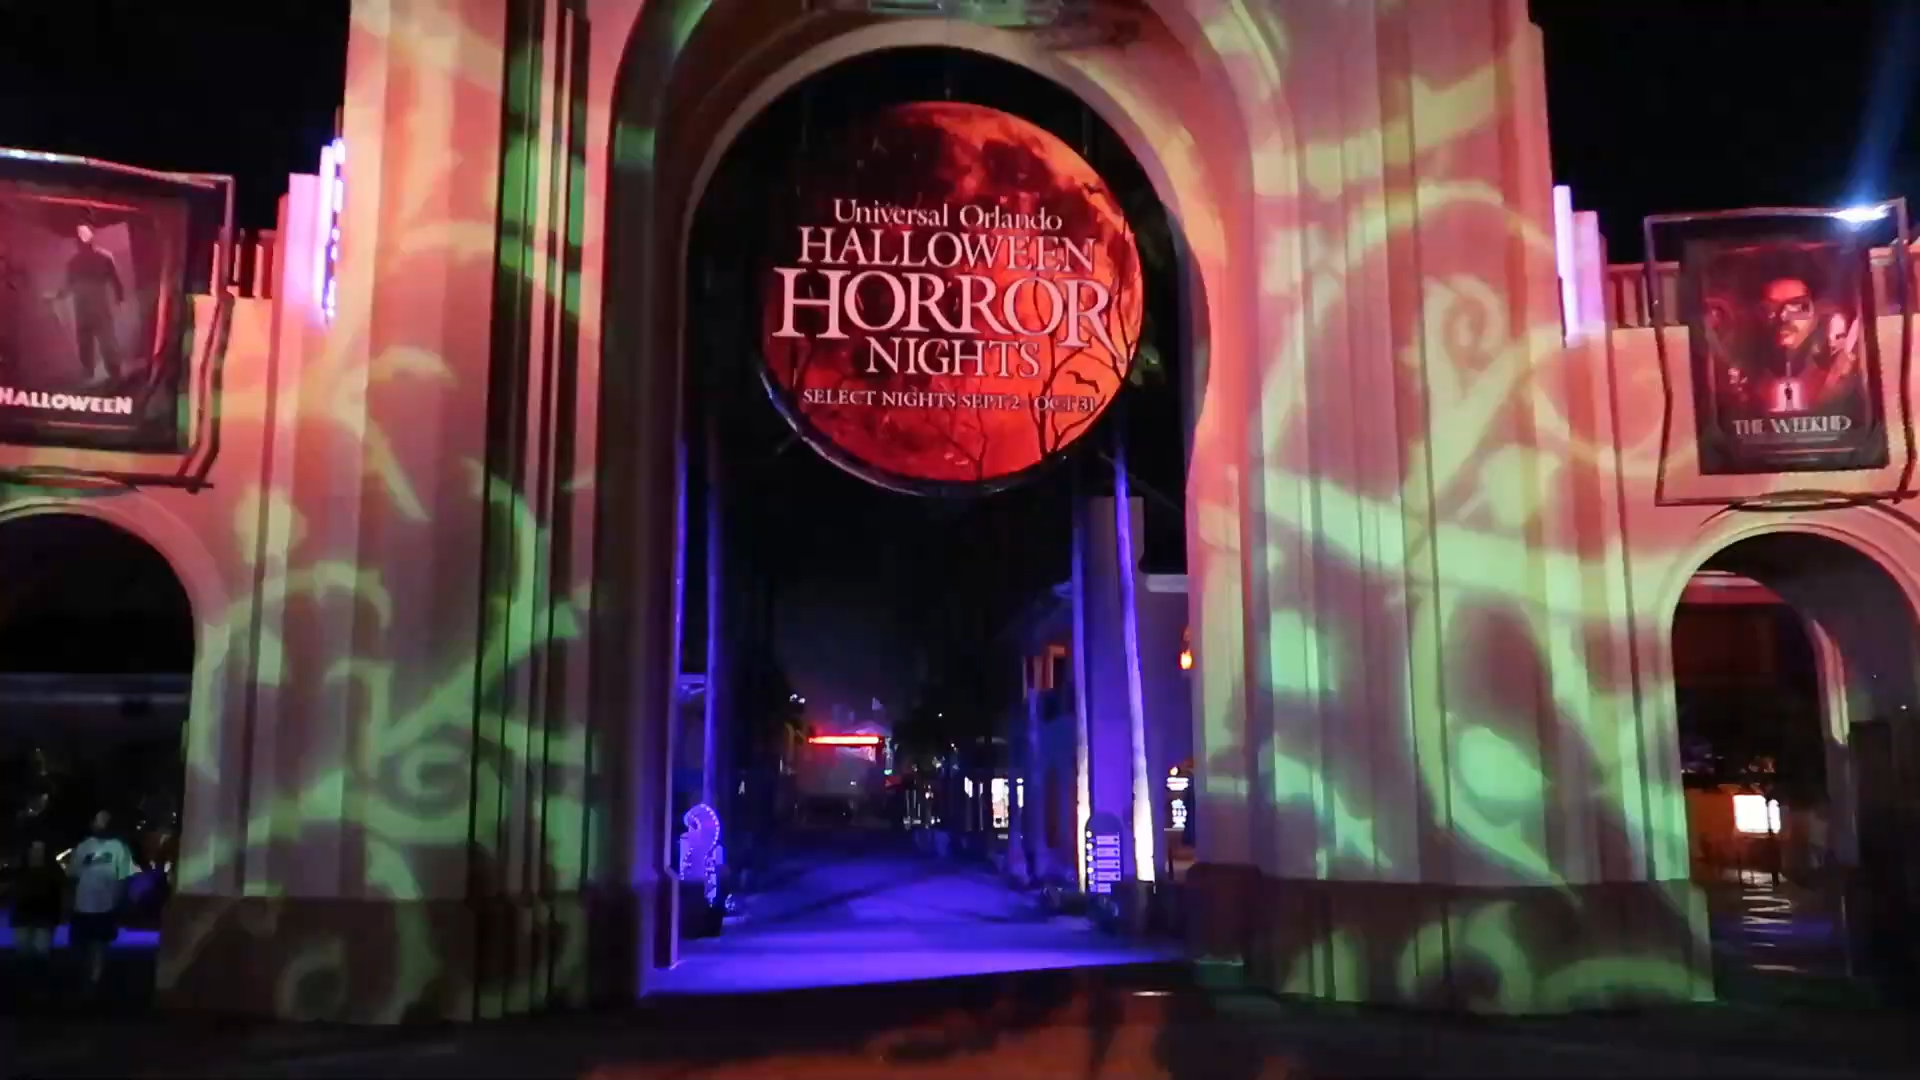 Universal Orlando
HALLOWEEN
HORROR
NIGHTS
SELECT NIGHTS SEPT 2 - OCT 31
HALLOWEEN
THE WEEKND